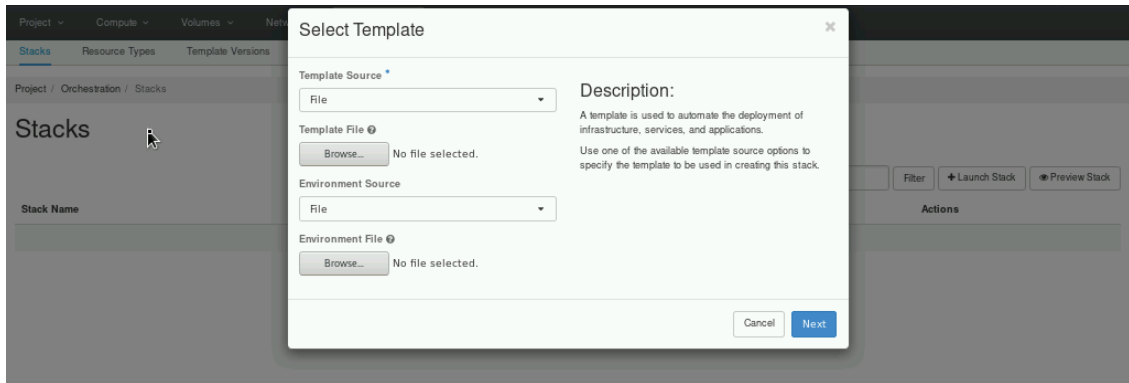 Project Compute Volumes
Select Template
Stacks Resource Types Template Versions
Project / Orchestration / Stacks
Stacks
Template Source *
File
Template File
Browse... No file selected.
Environment Source
File
Environment File
Browse... No file selected.
Description:
A template is used to automate the deployment of
infrastructure, services, and applications.
Use one of the available template source options to
specify the template to be used in creating this stack.
Filter + Launch Stack Preview Stack
Stack Name Actions
Cancel Next